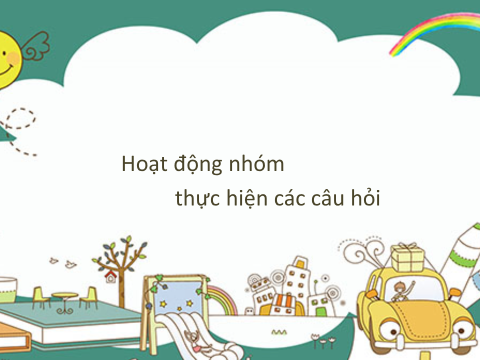 Hoạt động nhóm
thực hiện các câu hỏi